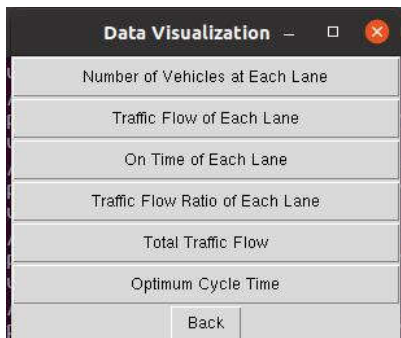 Data Visualization
Number of Vehicles at Each Lane
Traffic Flow of Each Lane
On Time of Each Lane
Traffic Flow Ratio of Each Lane
Total Traffic Flow
Optimum Cycle Time
Back